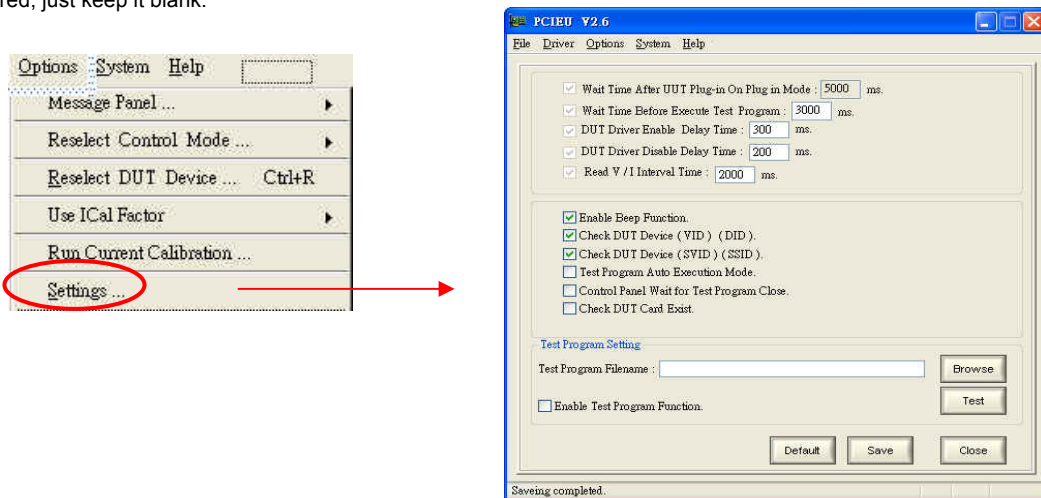 red, just keep it blank.
Options System Help
Message Panel ...
Reselect Control Mode ...
Reselect DUT Device ... Ctrl+R
Use ICal Factor
Run Current Calibration ...
Settings ...
PCIEU V2.6
File Driver Options System Help
Wait Time After UUT Plug-in On Plug in Mode : 5000 ms.
Wait Time Before Execute Test Program : 3000 ms.
DUT Driver Enable Delay Time : 300 ms.
DUT Driver Disable Delay Time : 200 ms.
Read V / I Interval Time : 2000 ms.
Enable Beep Function.
Check DUT Device ( VID ) ( DID ).
Check DUT Device ( SVID ) ( SSID ).
Test Program Auto Execution Mode.
Control Panel Wait for Test Program Close.
Check DUT Card Exist.
Test Program Setting
Test Program Filename :
Browse
Enable Test Program Function.
Test
Default Save Close
Saveing completed.